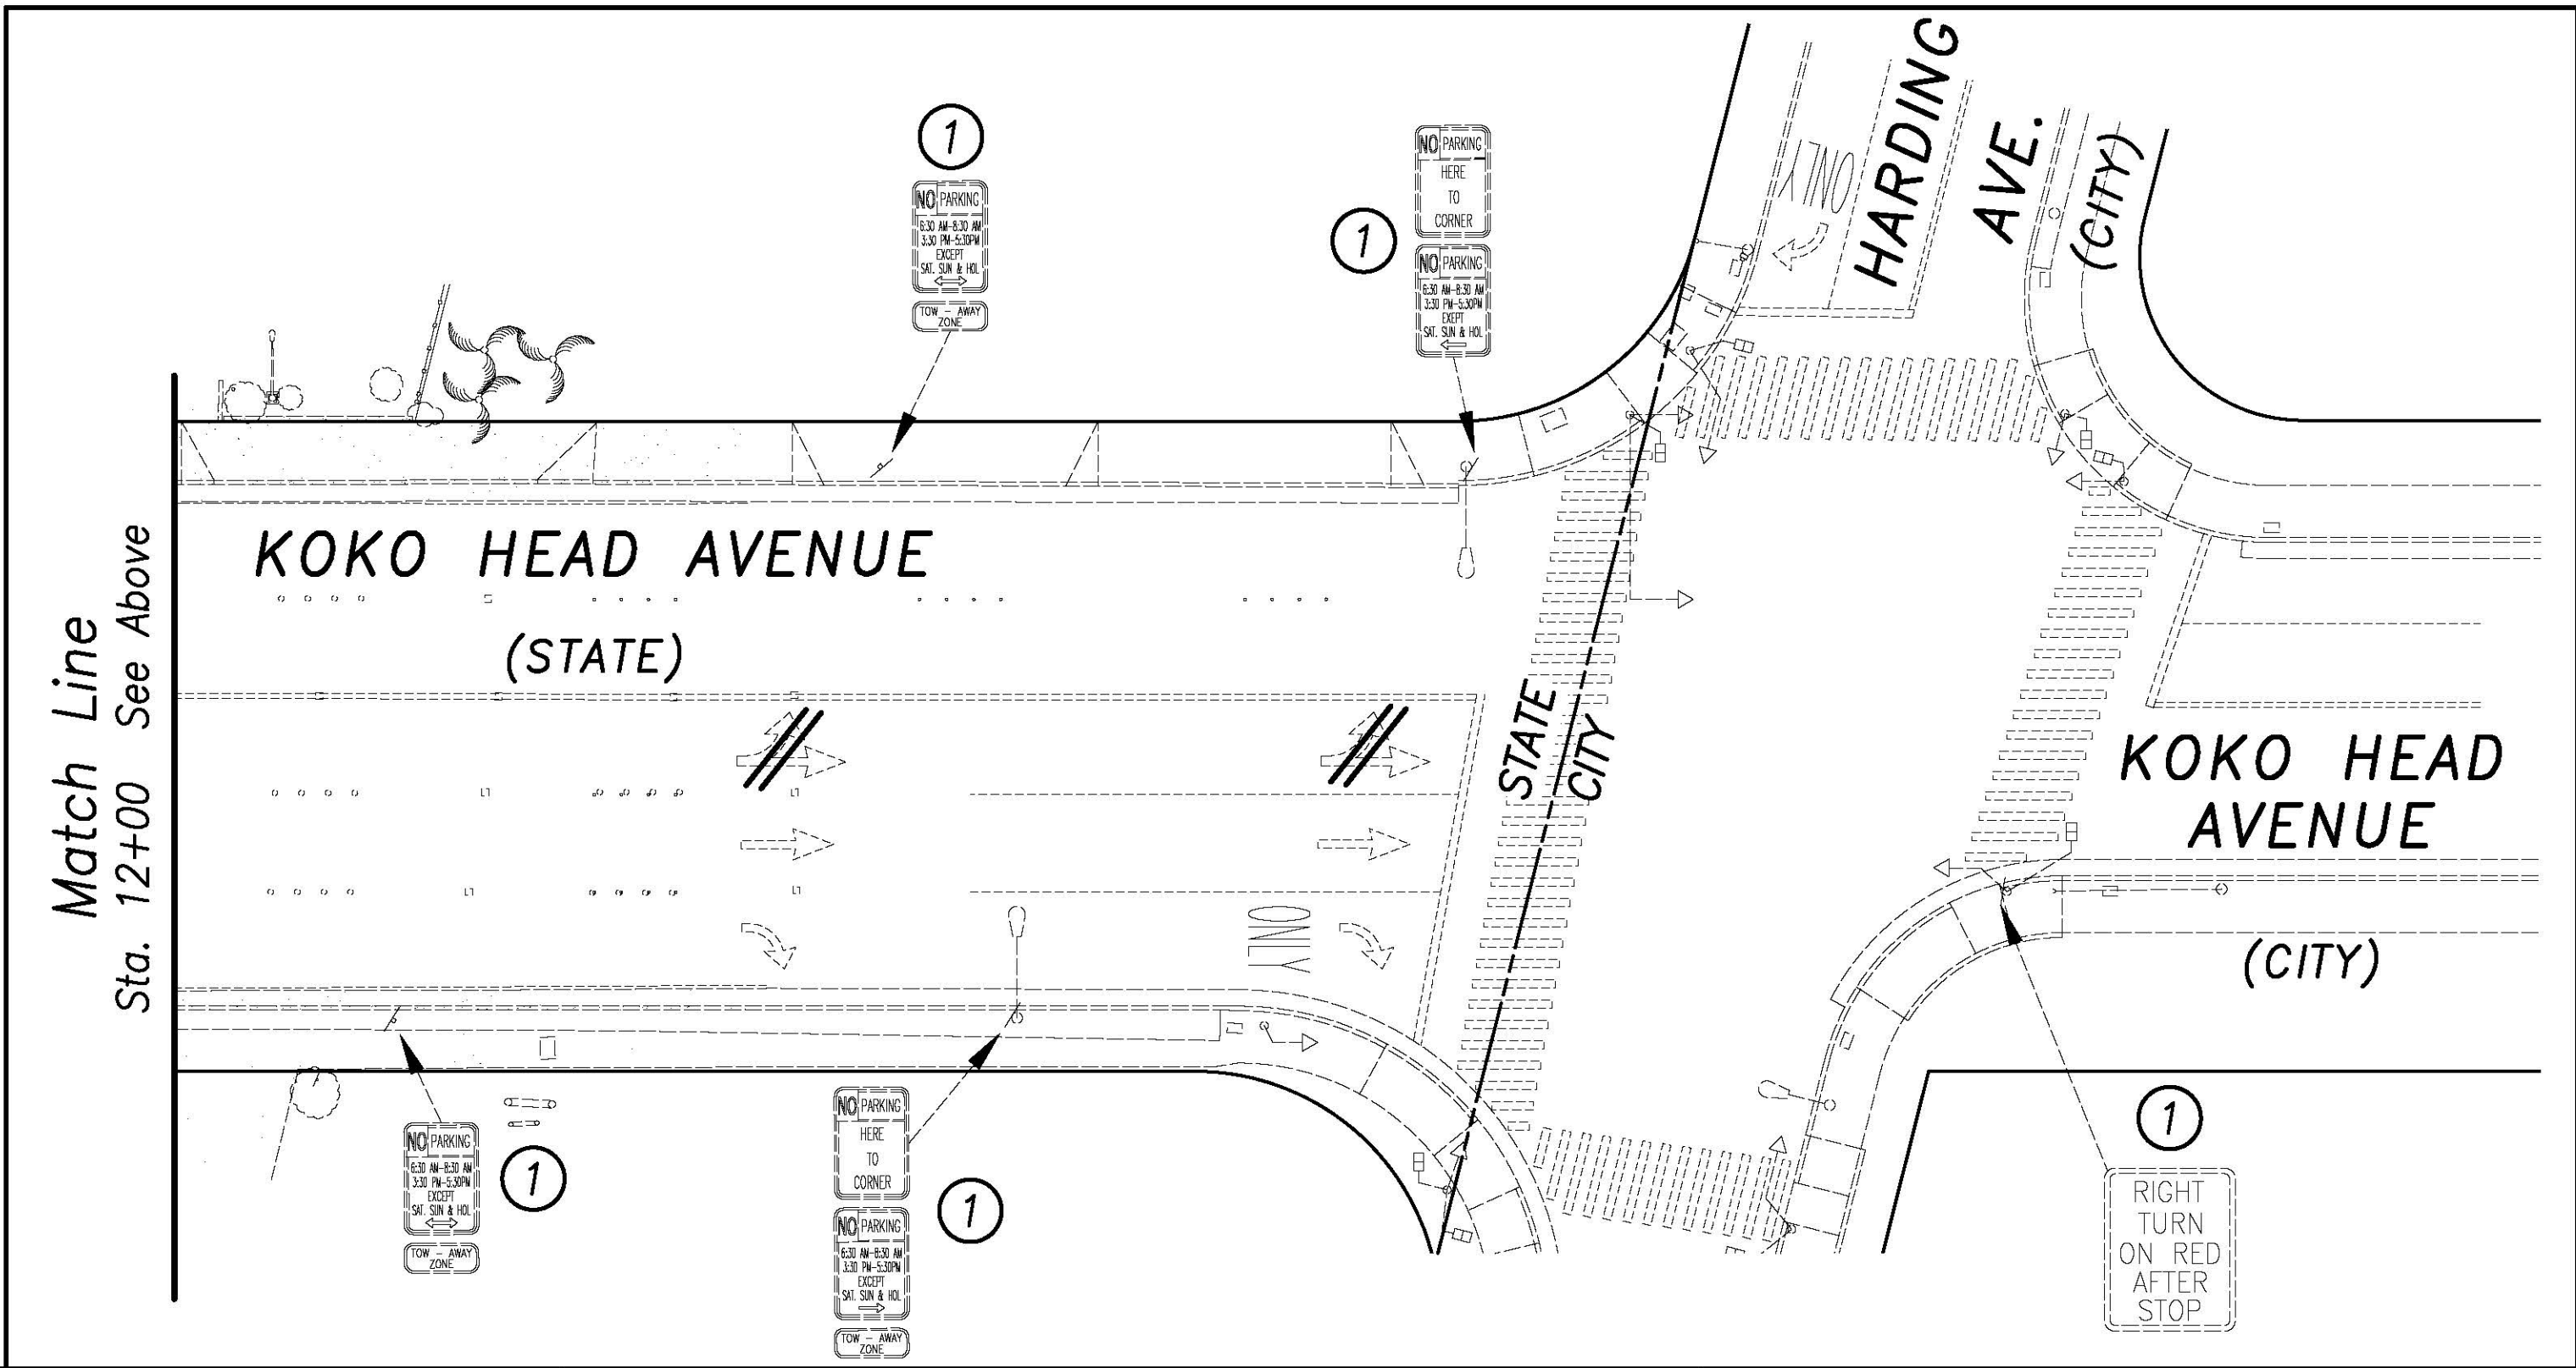 HARDING
AVE.
(CITY)
ONLY
1
NO PARKING
6:30 AM-8:30 AM
3:30 PM-5:30PM
EXCEPT
SAT. SUN & HOL
TOW - AWAY
ZONE
1
NO PARKING
HERE
TO
CORNER
NO PARKING
6:30 AM-8:30 AM
3:30 PM-5:30PM
EXEPT
SAT. SUN & HOL
Match Line
Sta. 12+00 See Above
KOKO HEAD AVENUE
(STATE)
STATE
CITY
KOKO HEAD
AVENUE
(CITY)
ONLY
NO PARKING
6:30 AM-8:30 AM
3:30 PM-5:30PM
EXCEPT
SAT. SUN & HOL
TOW - AWAY
ZONE
1
NO PARKING
HERE
TO
CORNER
NO PARKING
6:30 AM-8:30 AM
3:30 PM-5:30PM
EXCEPT
SAT. SUN & HOL
TOW - AWAY
ZONE
1
1
RIGHT
TURN
ON RED
AFTER
STOP